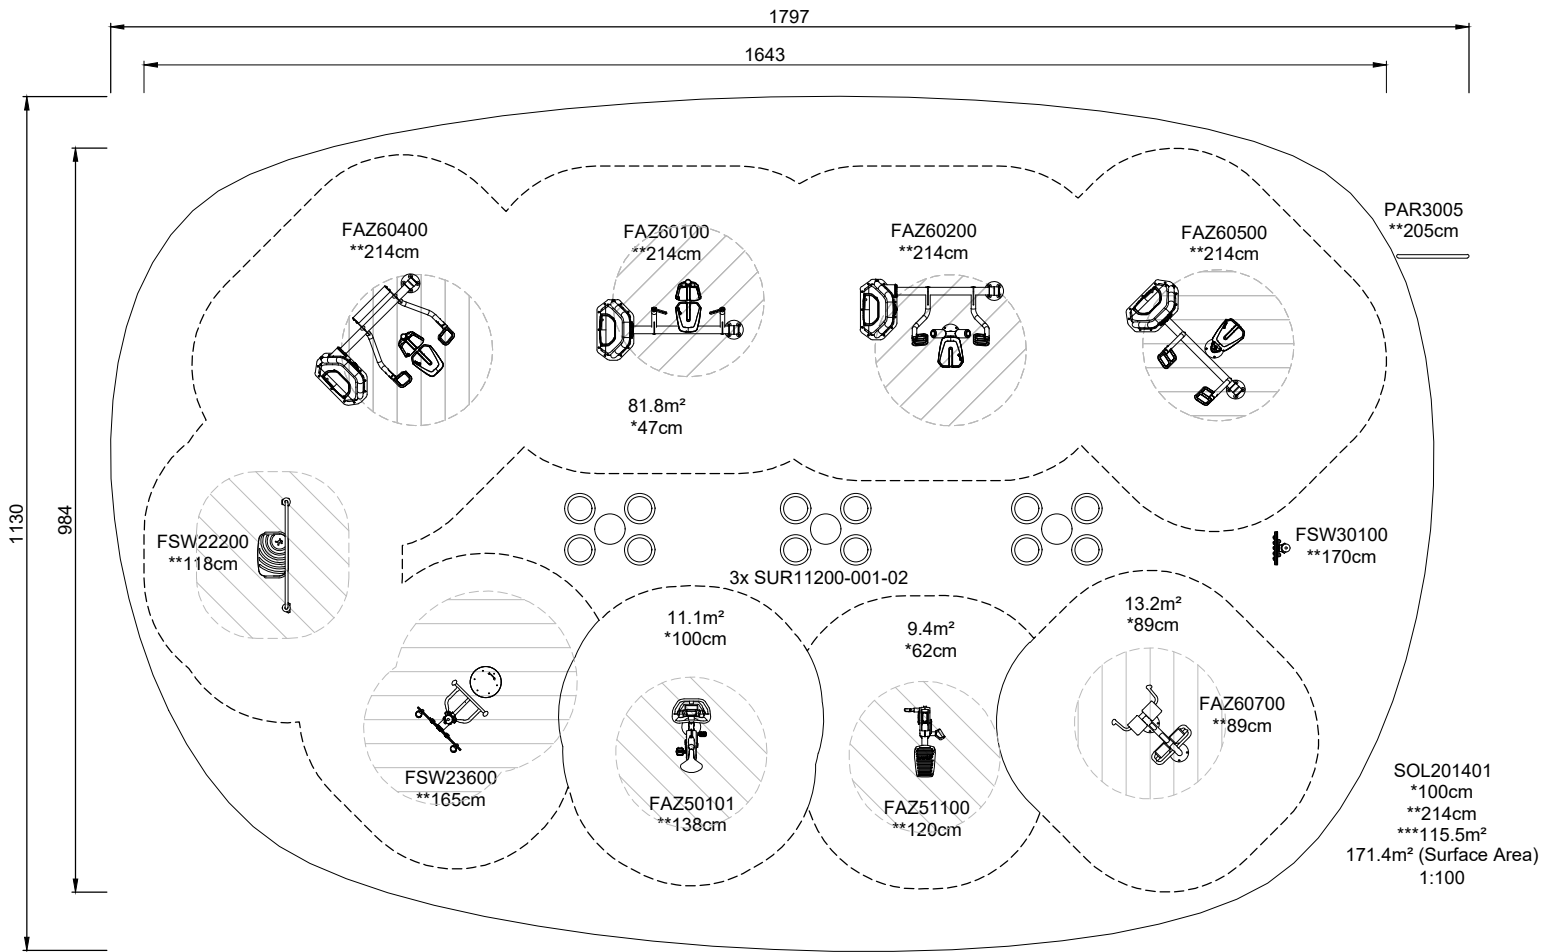 1797
1643
1130
984
FAZ60400
**214cm
FAZ60100
**214cm
FAZ60200
**214cm
FAZ60500
**214cm
PAR3005
**205cm
81.8m²
*47cm
FSW22200
**118cm
FSW30100
**170cm
3x SUR11200-001-02
11.1m²
*100cm
9.4m²
*62cm
13.2m²
*89cm
FAZ60700
**89cm
FSW23600
**165cm
FAZ50101
**138cm
FAZ51100
**120cm
SOL201401
*100cm
**214cm
***115.5m²
171.4m² (Surface Area)
1:100